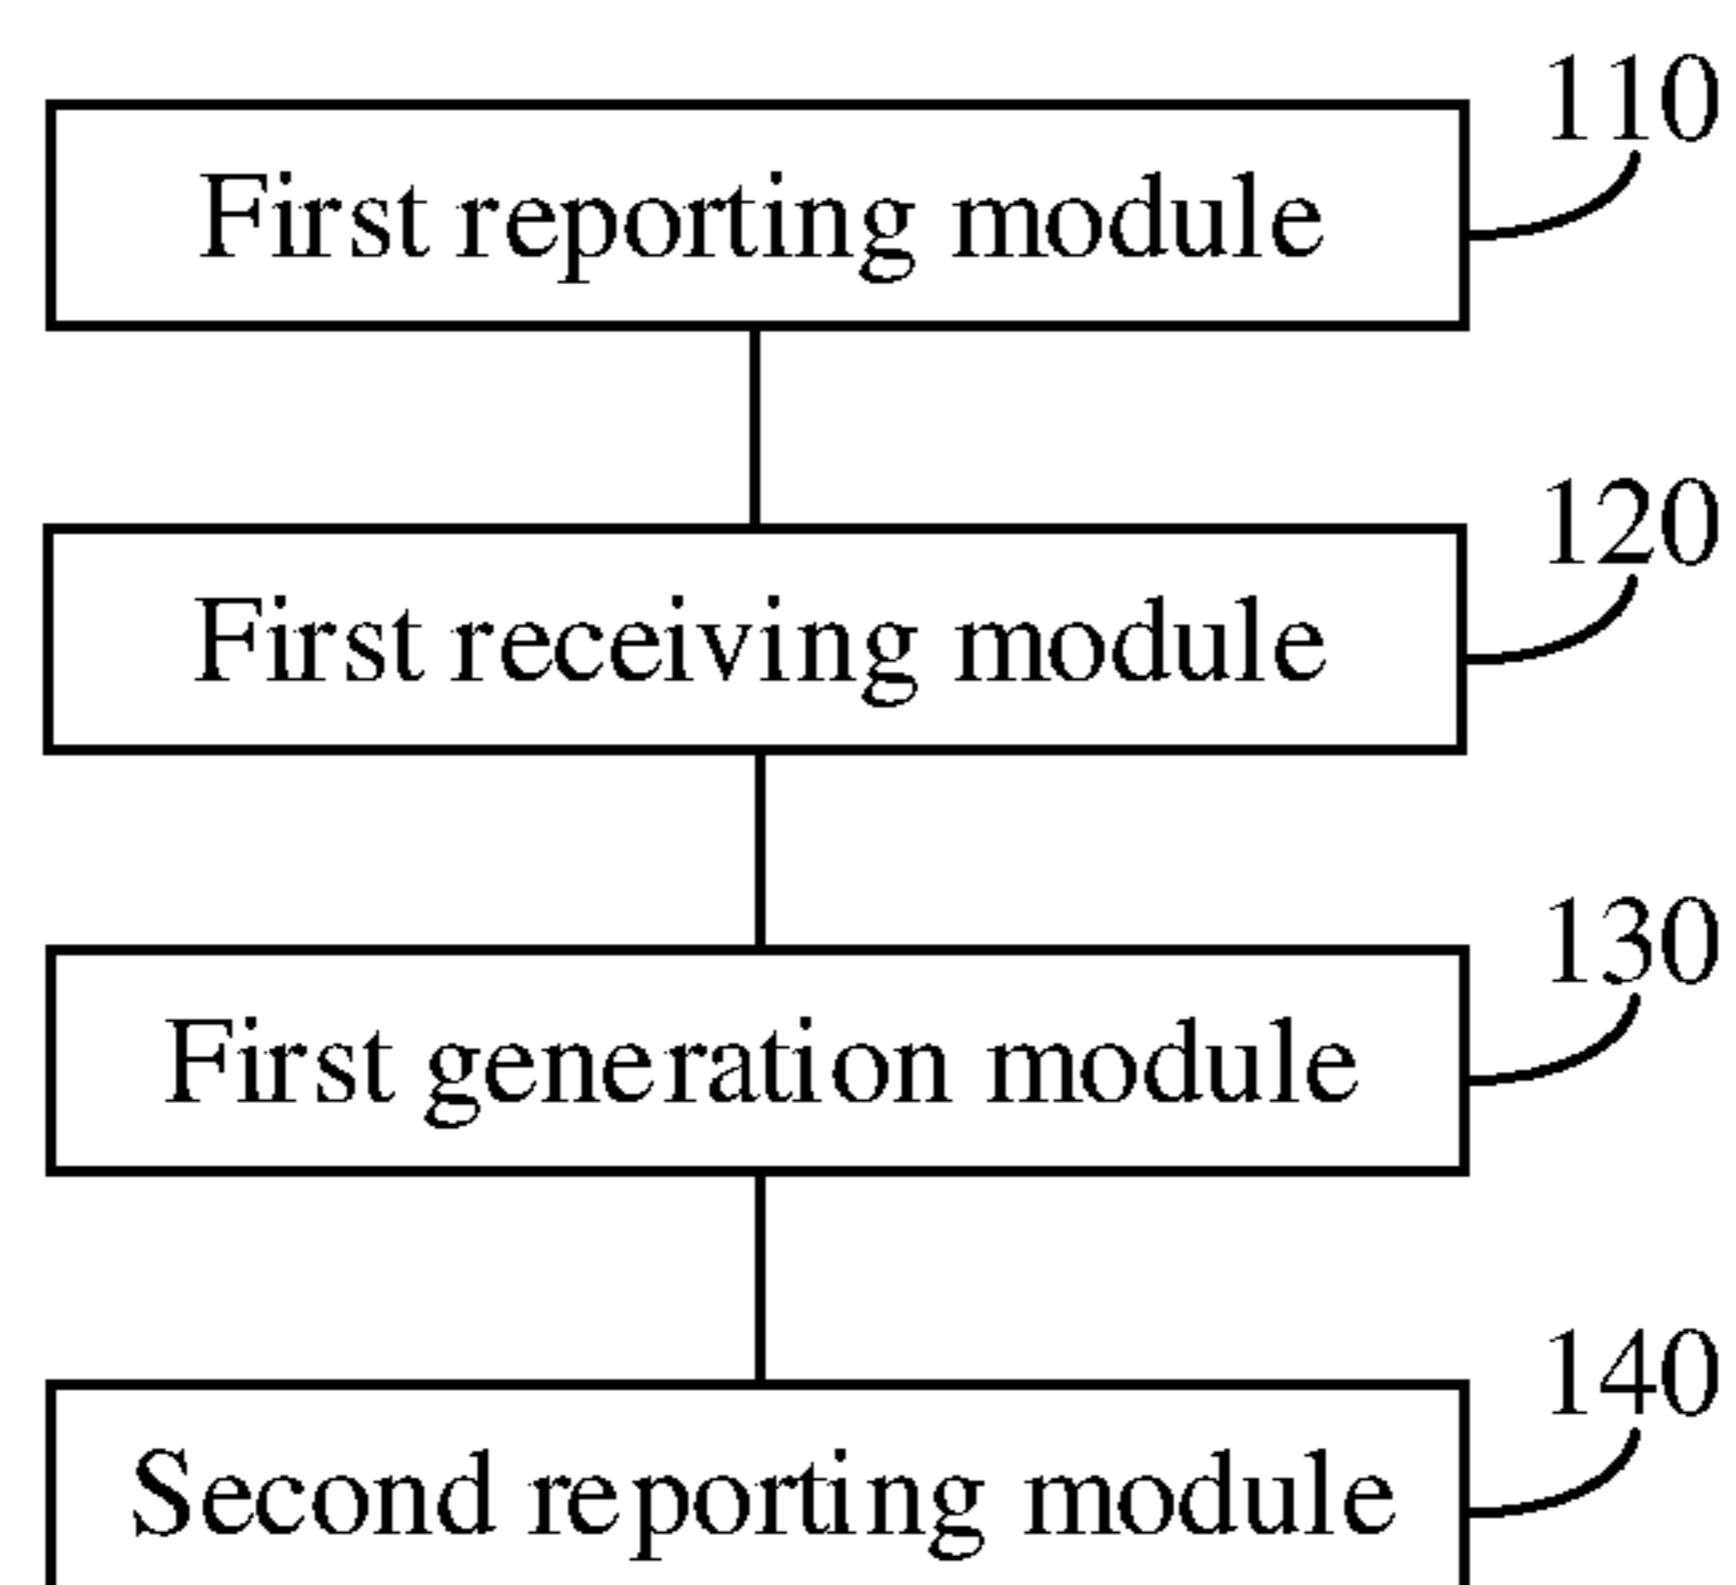 110
First reporting module
120
First receiving module
130
First generation module
140
Second reporting module